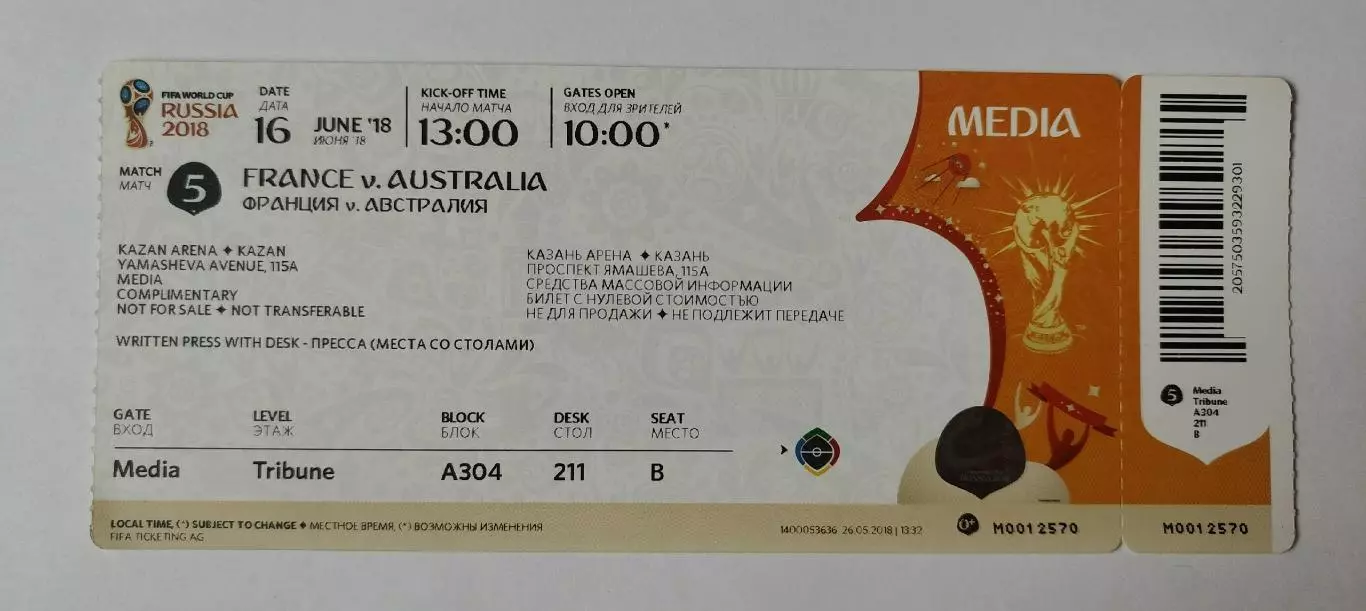 FIFA WORLD CUP
RUSSIA
2018
DATE
ДАТА
16 JUNE '18
ИЮНЯ '18
KICK-OFF TIME
НАЧАЛО МАТЧА
13:00
GATES OPEN
ВХОД ДЛЯ ЗРИТЕЛЕЙ
10:00*
MATCH
МАТЧ
5
FRANCE v. AUSTRALIA
ФРАНЦИЯ v. АВСТРАЛИЯ
KAZAN ARENA ✦ KAZAN
YAMASHEVA AVENUE, 115A
MEDIA
COMPLIMENTARY
NOT FOR SALE ✦ NOT TRANSFERABLE
КАЗАНЬ АРЕНА ✦ КАЗАНЬ
ПРОСПЕКТ ЯМАШЕВА, 115А
СРЕДСТВА МАССОВОЙ ИНФОРМАЦИИ
БИЛЕТ С НУЛЕВОЙ СТОИМОСТЬЮ
НЕ ДЛЯ ПРОДАЖИ ✦ НЕ ПОДЛЕЖИТ ПЕРЕДАЧЕ
WRITTEN PRESS WITH DESK - ПРЕССА (МЕСТА СО СТОЛАМИ)
GATE LEVEL BLOCK DESK SEAT
ВХОД ЭТАЖ БЛОК СТОЛ МЕСТО
Media Tribune A304 211 B
LOCAL TIME, (*) SUBJECT TO CHANGE ✦ МЕСТНОЕ ВРЕМЯ, (*) ВОЗМОЖНЫ ИЗМЕНЕНИЯ
FIFA TICKETING AG
1400053636 26.05.2018 | 13:32
0+
M0012570
MEDIA
20575035932229301
5
Media
Tribune
A304
211
B
M0012570